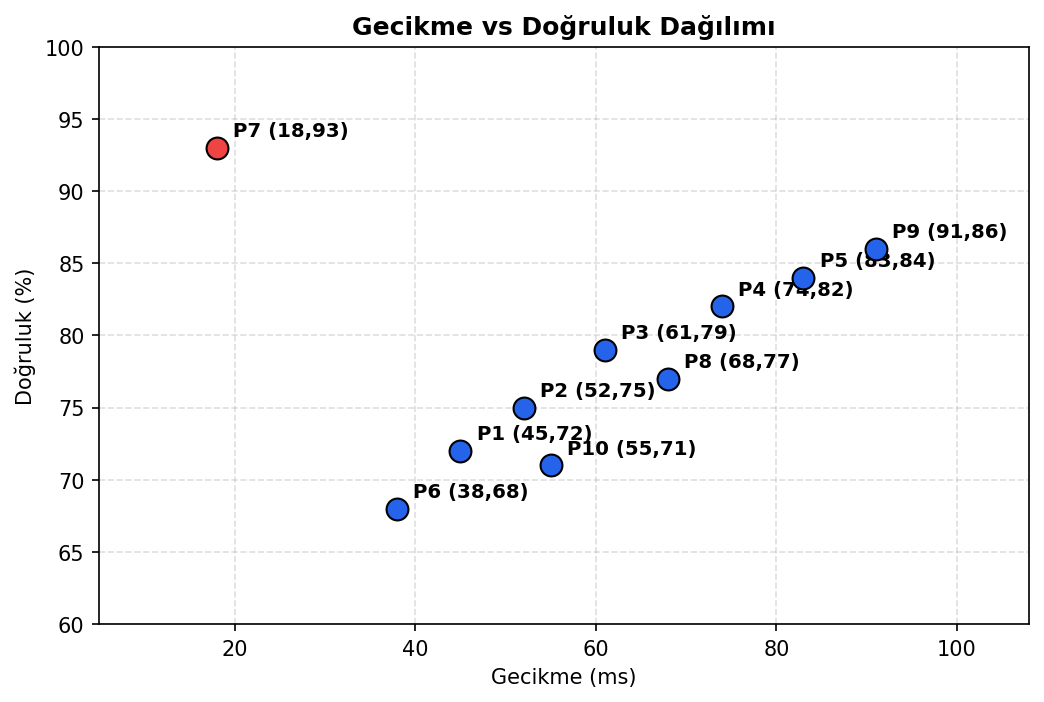 Gecikme vs Doğruluk Dağılımı
100
95
90
85
80
75
70
65
60
Doğruluk (%)
P7 (18,93)
P9 (91,86)
P5 (83,84)
P4 (74,82)
P3 (61,79)
P8 (68,77)
P2 (52,75)
P1 (45,72)
P10 (55,71)
P6 (38,68)
20
40
60
80
100
Gecikme (ms)